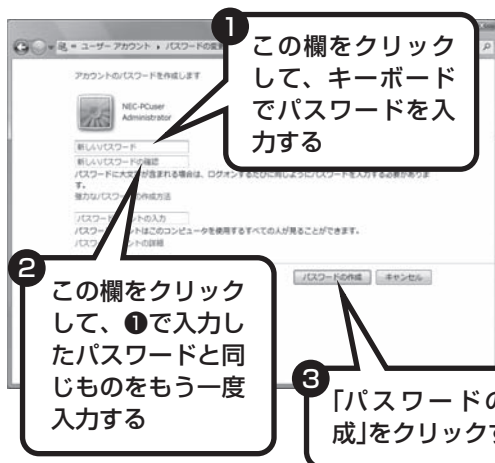 ユーザー アカウント ▸ パスワードの変更
❶
この欄をクリック
して、キーボード
でパスワードを入
力する
アカウントのパスワードを作成します
NEC-PCuser
Administrator
新しいパスワード
新しいパスワードの確認
パスワードに大文字が含まれる場合は、ログオンするたびに同じようにパスワードを入力する必要がありま
す。
強力なパスワードの作成方法
パスワード
ントの入力
パスワー
ントはこのコンピュータを使用するすべての人が見ることができます。
パスワ
ントの詳細
パスワードの作成
キャンセル
❷
この欄をクリック
して、❶で入力し
たパスワードと同
じものをもう一度
入力する
❸
「パスワードの
成」をクリックす